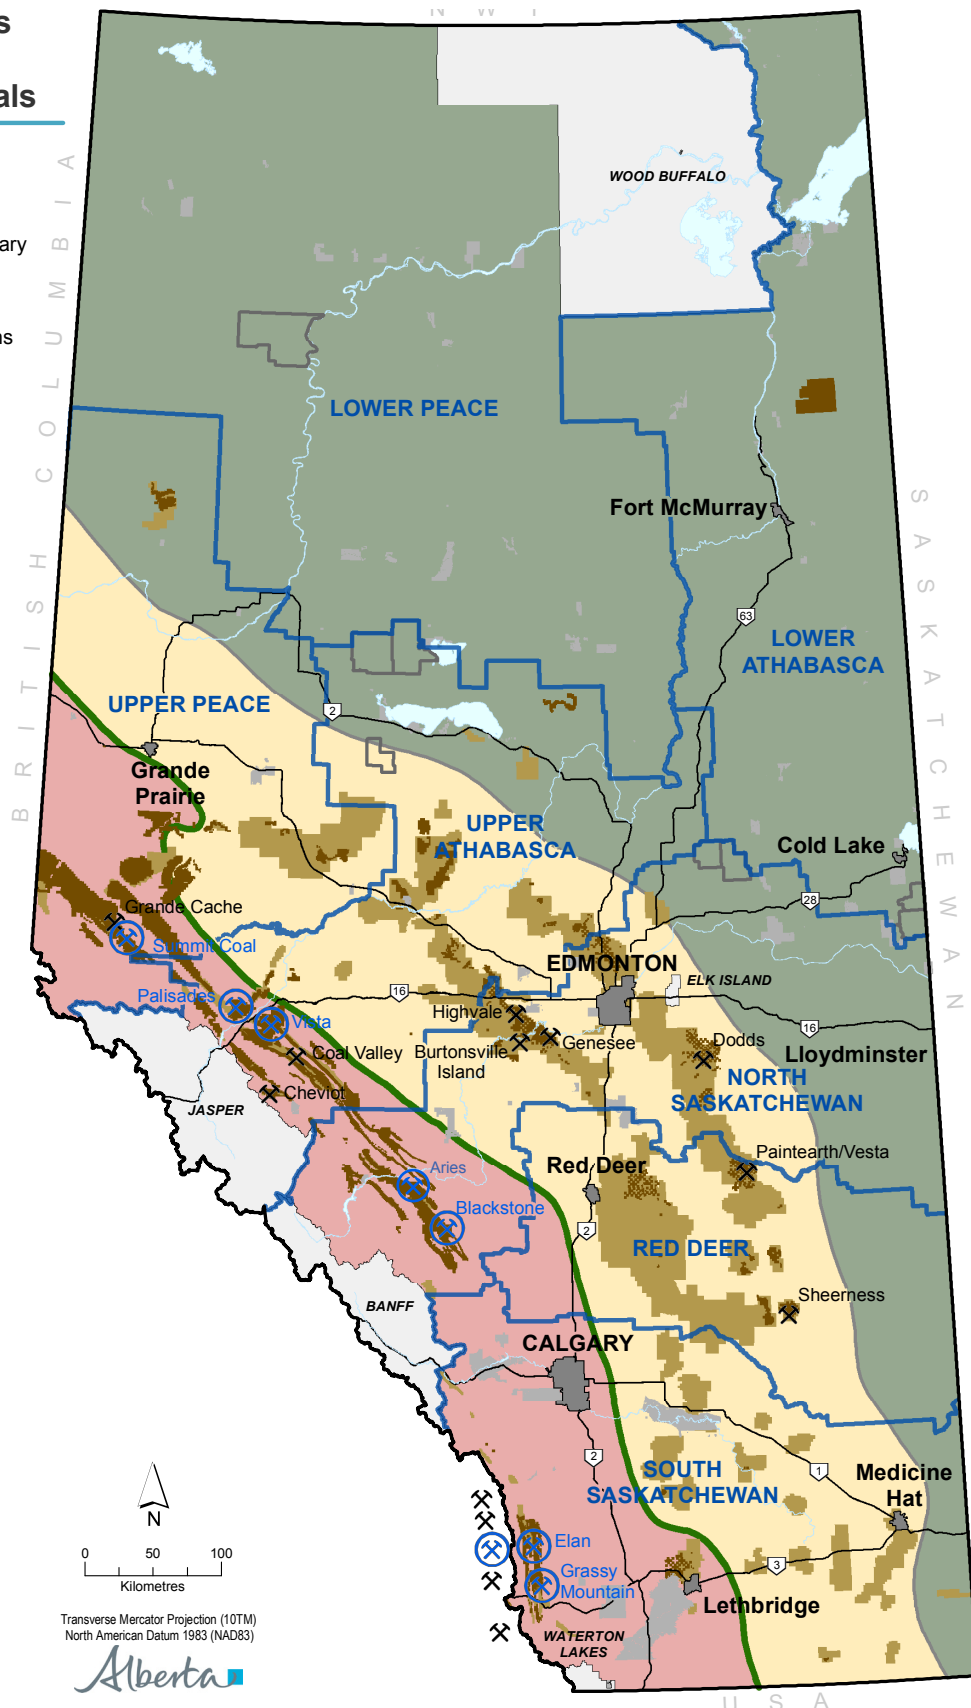 s
als
ary
ns
N W T
BRITISH COLUMBIA
SASKATCHEWAN
WOOD BUFFALO
LOWER PEACE
Fort McMurray
63
LOWER
ATHABASCA
UPPER PEACE
2
Grande
Prairie
UPPER
ATHABASCA
Cold Lake
28
Grande Cache
Summit Coal
EDMONTON
ELK ISLAND
Palisades
16
Highvale
16
Vista
Genesee
Dodds
Coal Valley
Burtonsville
Island
Lloydminster
Cheviot
NORTH
SASKATCHEWAN
JASPER
Paintearth/Vesta
Aries
Red Deer
Blackstone
2
RED DEER
Sheerness
BANFF
CALGARY
2
SOUTH
SASKATCHEWAN
1
Medicine
Hat
N
Elan
3
Grassy
Mountain
0 50 100
Kilometres
Lethbridge
Transverse Mercator Projection (10TM)
North American Datum 1983 (NAD83)
WATERTON
LAKES
Alberta
U S A